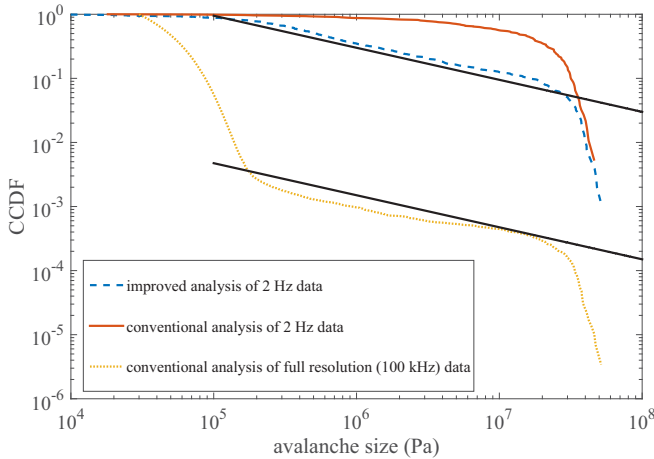 10^0
10^-1
10^-2
10^-3
10^-4
10^-5
10^-6
CCDF
improved analysis of 2 Hz data
conventional analysis of 2 Hz data
conventional analysis of full resolution (100 kHz) data
10^4 10^5 10^6 10^7 10^8
avalanche size (Pa)